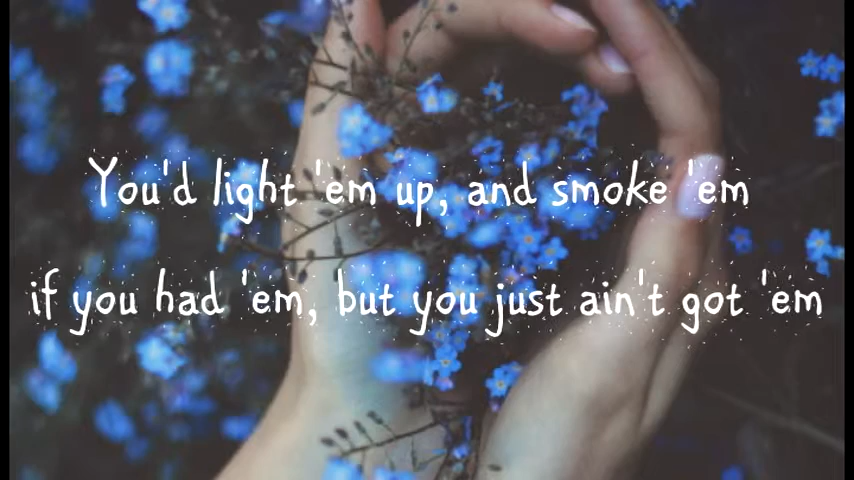 You'd light 'em up, and smoke 'em
if you had 'em, but you just ain't got 'em